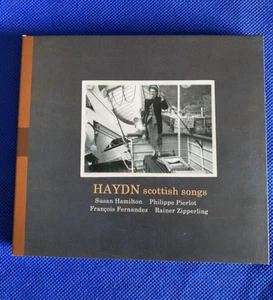 HAYDN scottish songs
Susan Hamilton Philippe Pierlot
François Fernandez Rainer Zipperling